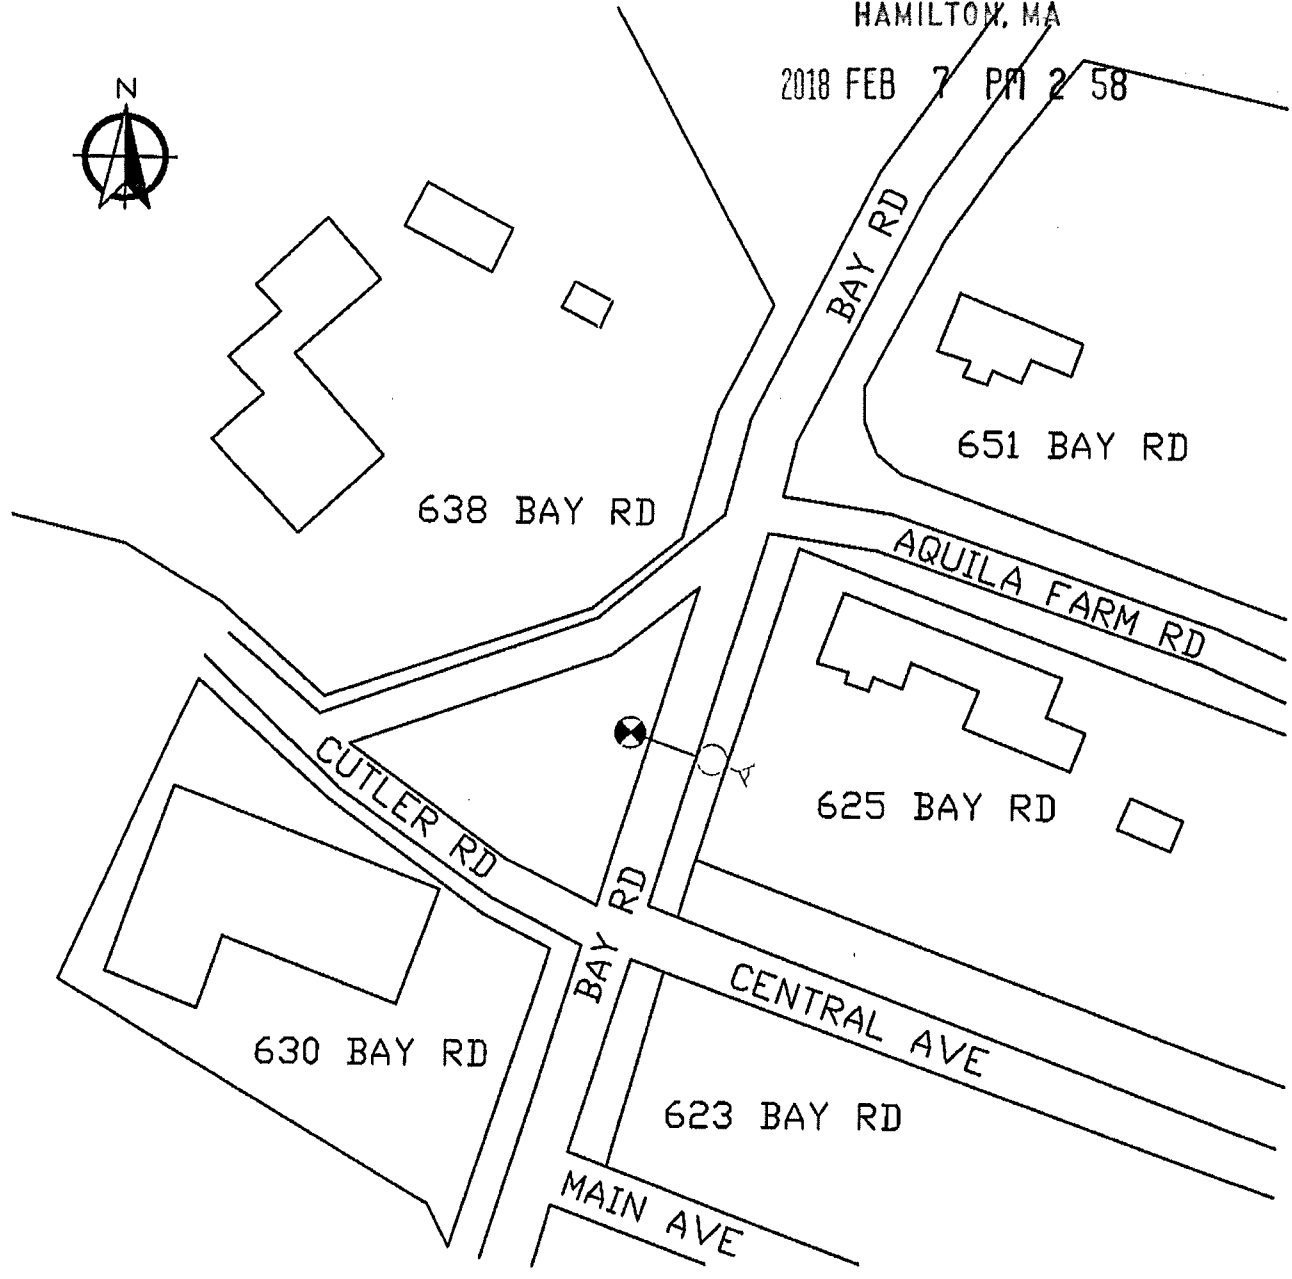 HAMILTON, MA
2018 FEB 7 PM 2 58
N
BAY RD
651 BAY RD
638 BAY RD
AQUILA FARM RD
CUTLER RD
A
625 BAY RD
BAY RD
CENTRAL AVE
630 BAY RD
623 BAY RD
MAIN AVE